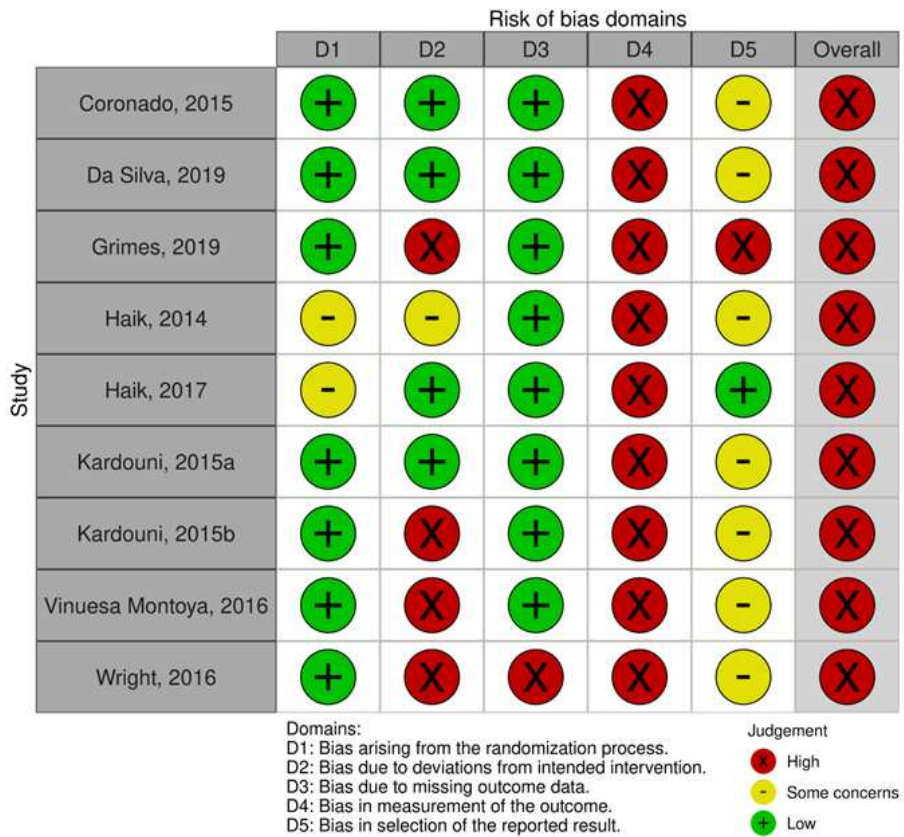 Risk of bias domains
D1 D2 D3 D4 D5 Overall
Study
Coronado, 2015 + + + X - X
Da Silva, 2019 + + + X - X
Grimes, 2019 + X + X X X
Haik, 2014 - - + X - X
Haik, 2017 - + + X + X
Kardouni, 2015a + + + X - X
Kardouni, 2015b + X + X - X
Vinuesa Montoya, 2016 + X + X - X
Wright, 2016 + X X X - X
Domains:
D1: Bias arising from the randomization process.
D2: Bias due to deviations from intended intervention.
D3: Bias due to missing outcome data.
D4: Bias in measurement of the outcome.
D5: Bias in selection of the reported result.
Judgement
X High
- Some concerns
+ Low